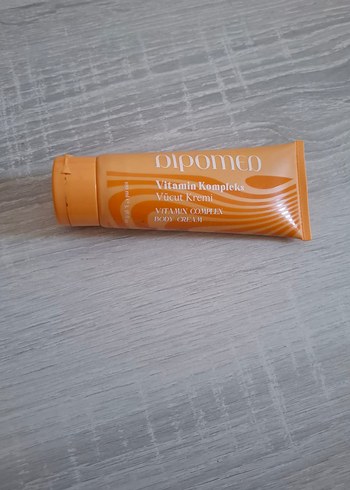 DIPOMED
Vitamin Kompleks
Vücut Kremi
VITAMIN COMPLEX
BODY CREAM